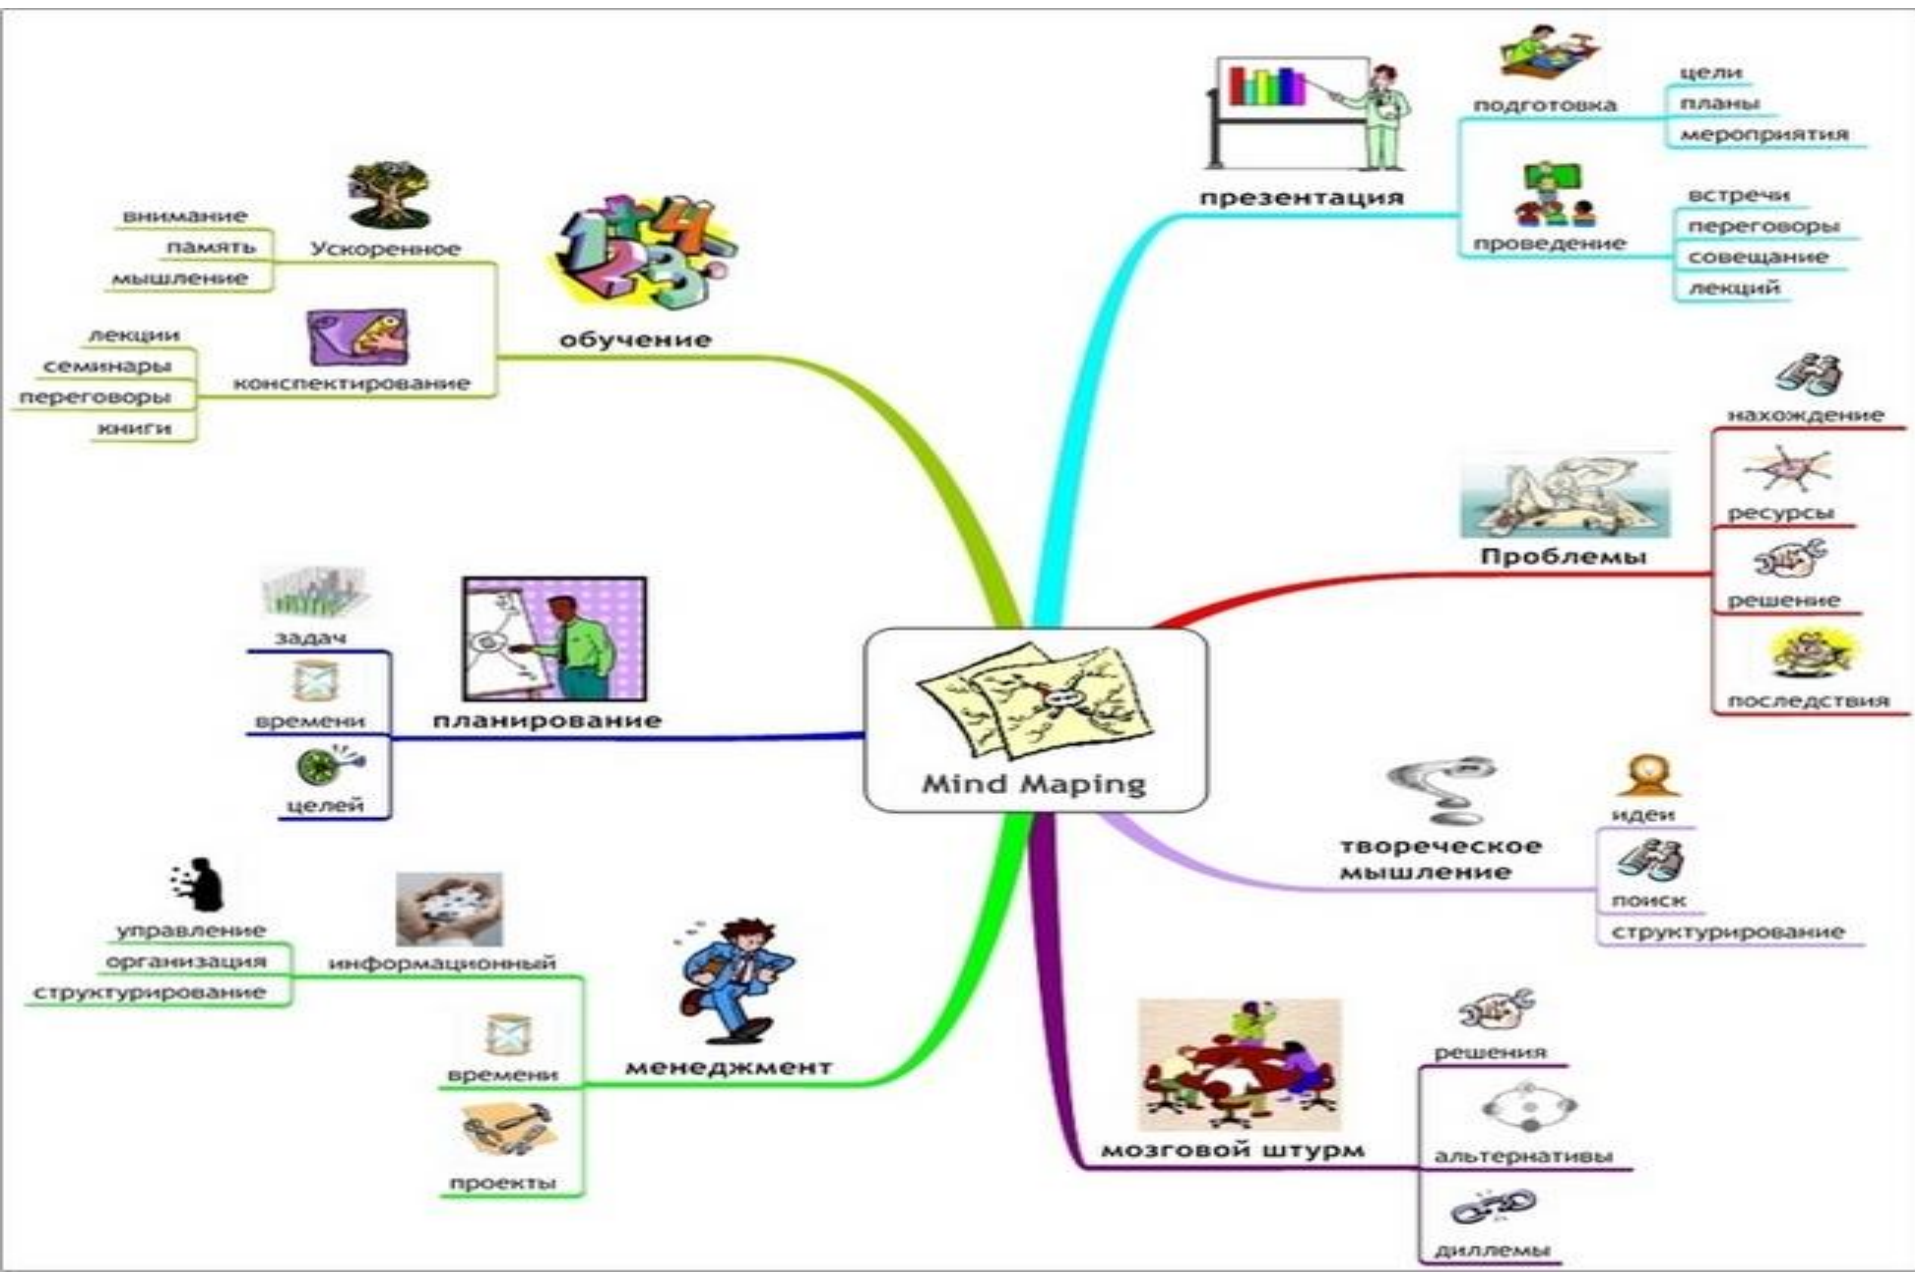 подготовка
цели
планы
мероприятия
презентация
проведение
встречи
переговоры
совещание
лекций
внимание
память
мышление
Ускоренное
обучение
лекции
семинары
переговоры
книги
конспектирование
нахождение
ресурсы
решение
последствия
Проблемы
задач
времени
целей
планирование
Mind Maping
твореческое
мышление
идеи
поиск
структурирование
управление
организация
структурирование
информационный
времени
проекты
менеджмент
мозговой штурм
решения
альтернативы
диллемы